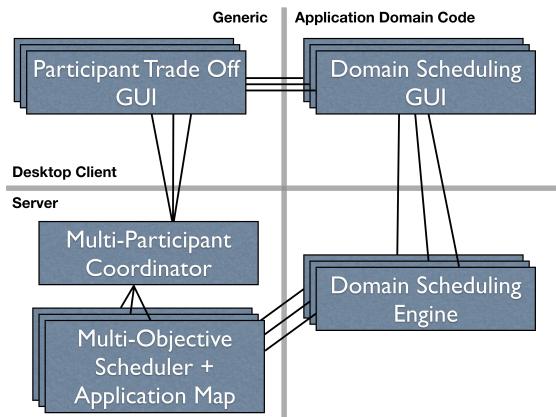 Generic
Application Domain Code
Participant Trade Off
GUI
Domain Scheduling
GUI
Desktop Client
Server
Multi-Participant
Coordinator
Domain Scheduling
Engine
Multi-Objective
Scheduler +
Application Map